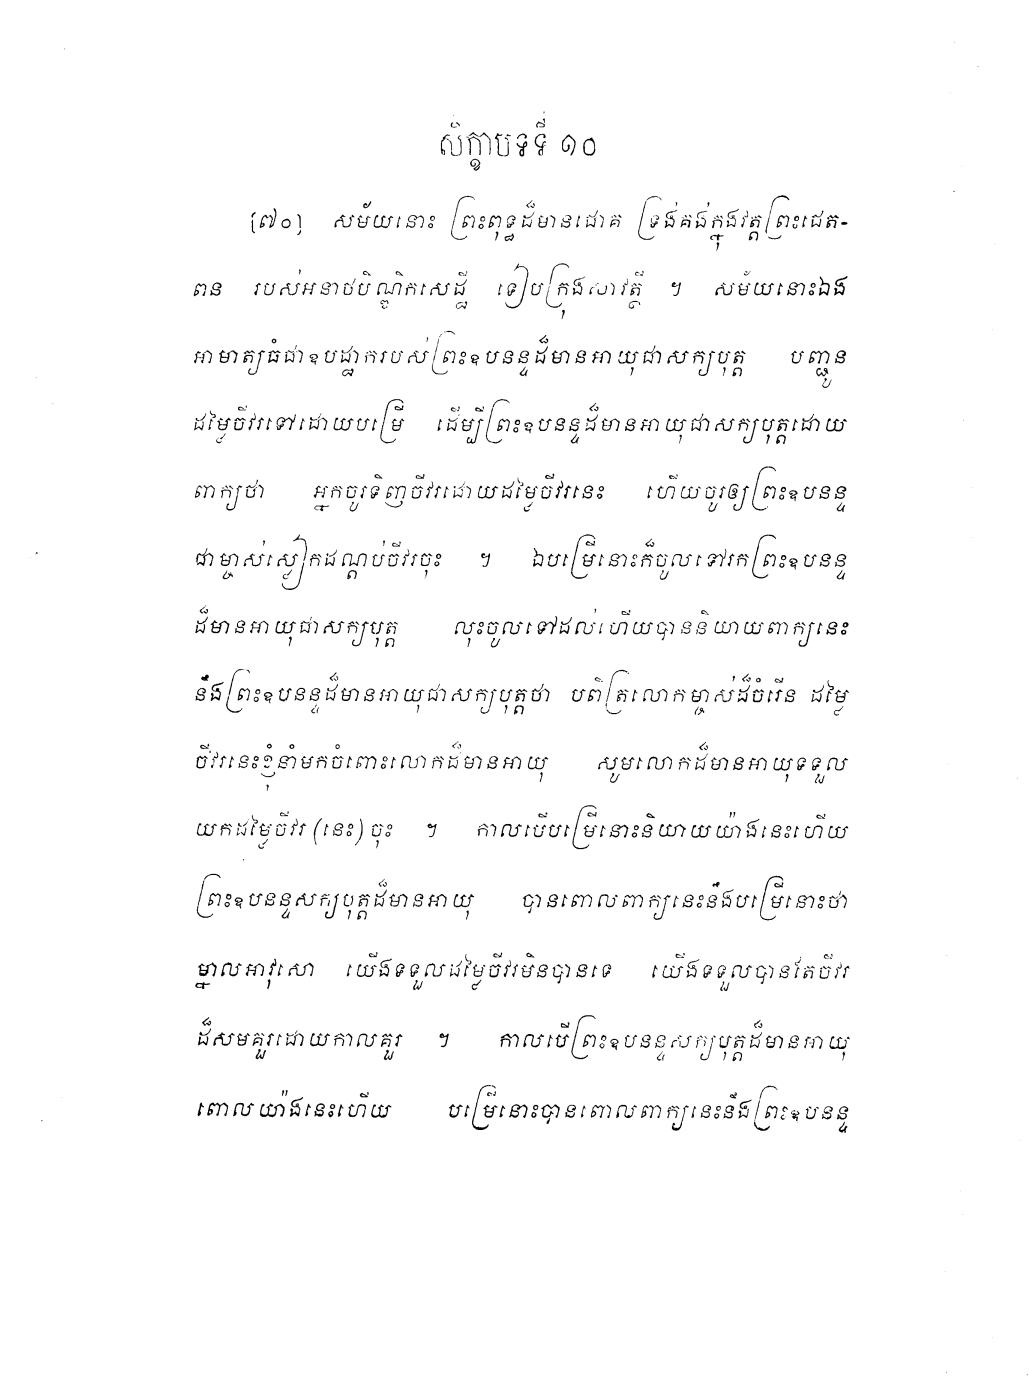 សិក្ខាបទទី ១០
[៧០] សម័យនោះ ព្រះពុទ្ធដ៏មានជោគ ទ្រង់គង់ក្នុងវត្តព្រះជេត-
ពន របស់អនាថបិណ្ឌិកសេដ្ឋី ទៀបក្រុងសាវត្ថី ។ សម័យនោះឯង
អាមាត្យធំជាឧបដ្ឋាករបស់ព្រះឧបនន្ទដ៏មានអាយុជាសក្យបុត្ត បញ្ជូន
ដម្លៃចីវរទៅដោយបម្រើ ដើម្បីព្រះឧបនន្ទដ៏មានអាយុជាសក្យបុត្តដោយ
ពាក្យថា អ្នកចូរទិញចីវរដោយដម្លៃចីវរនេះ ហើយចូរឲ្យព្រះឧបនន្ទ
ជាម្ចាស់ស្លៀកដណ្តប់ចីវរចុះ ។ ឯបម្រើនោះក៏ចូលទៅរកព្រះឧបនន្ទ
ដ៏មានអាយុជាសក្យបុត្ត លុះចូលទៅដល់ហើយបាននិយាយពាក្យនេះ
នឹងព្រះឧបនន្ទដ៏មានអាយុជាសក្យបុត្តថា បពិត្រលោកម្ចាស់ដ៏ចំរើន ដម្លៃ
ចីវរនេះខ្ញុំនាំមកចំពោះលោកដ៏មានអាយុ សូមលោកដ៏មានអាយុទទួល
យកដម្លៃចីវរ (នេះ) ចុះ ។ កាលបើបម្រើនោះនិយាយយ៉ាងនេះហើយ
ព្រះឧបនន្ទសក្យបុត្តដ៏មានអាយុ បានពោលពាក្យនេះនឹងបម្រើនោះថា
ម្នាលអាវុសោ យើងទទួលដម្លៃចីវរមិនបានទេ យើងទទួលបានតែចីវរ
ដ៏សមគួរដោយកាលគួរ ។ កាលបើព្រះឧបនន្ទសក្យបុត្តដ៏មានអាយុ
ពោលយ៉ាងនេះហើយ បម្រើនោះបានពោលពាក្យនេះនឹងព្រះឧបនន្ទ